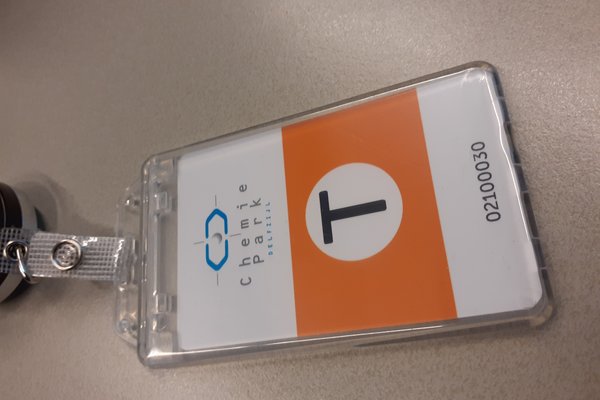 Chemie
Park
DELFZIJL
T
02100030